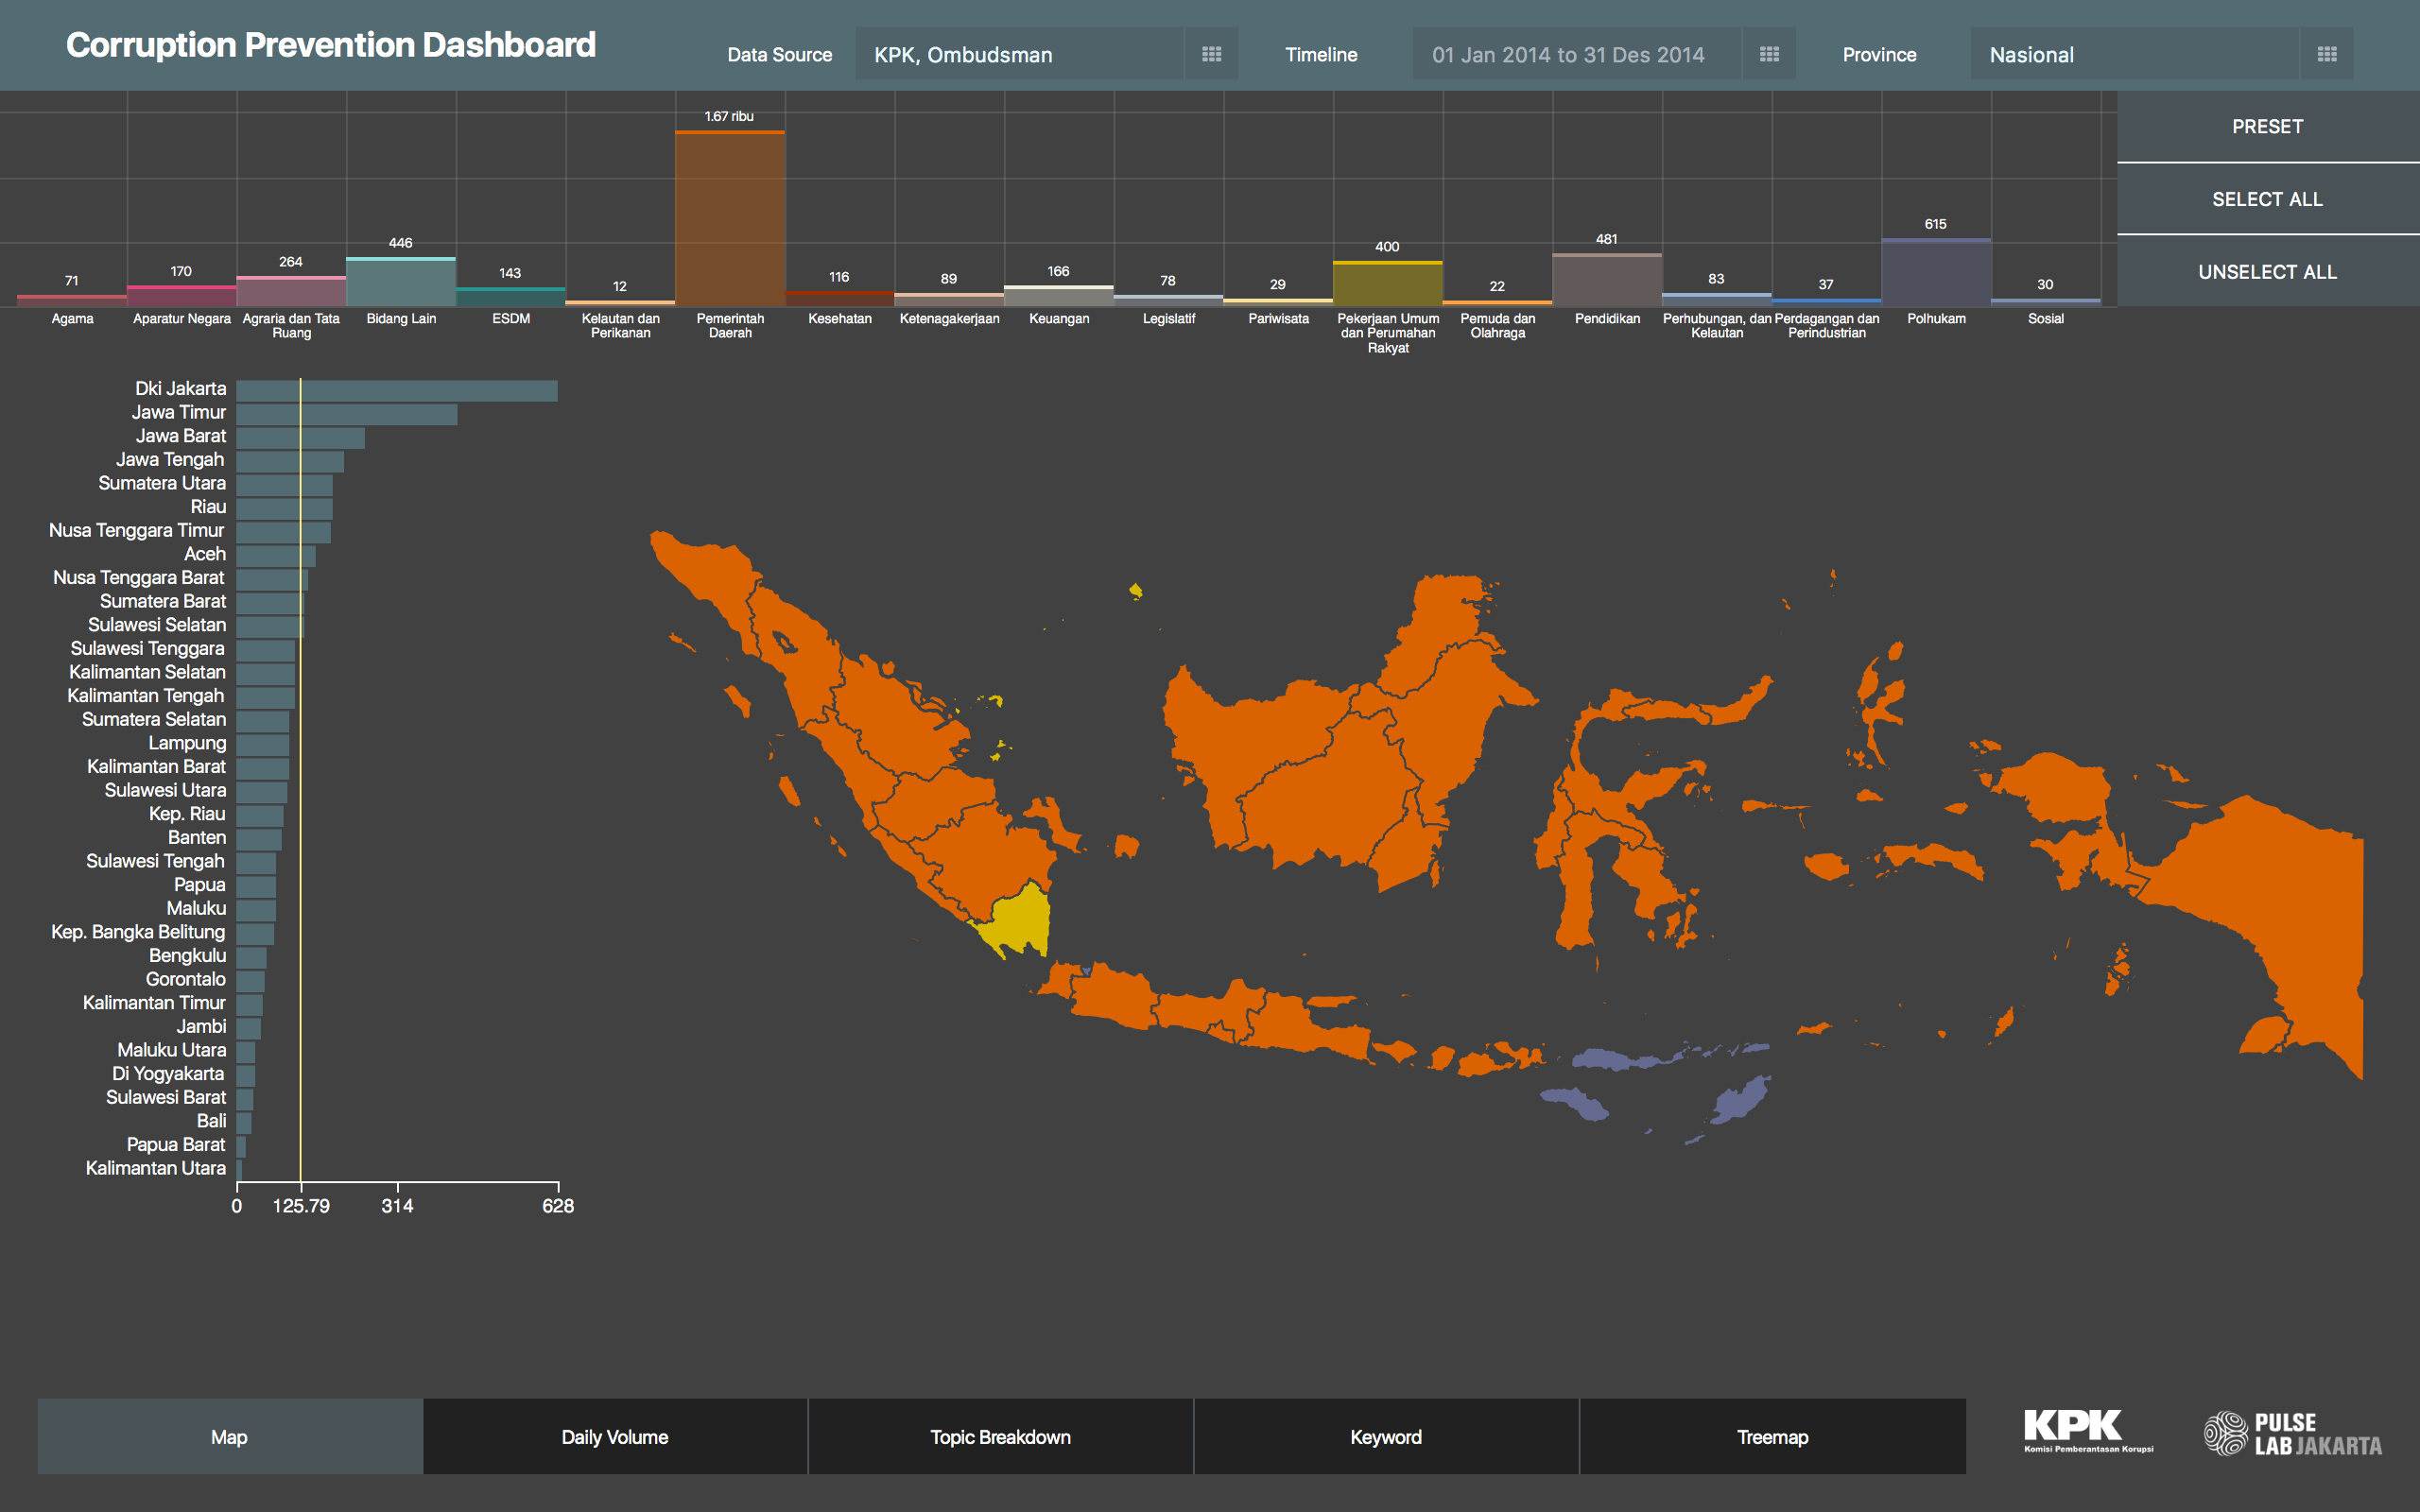 Corruption Prevention Dashboard
Data Source
KPK, Ombudsman
Timeline
01 Jan 2014 to 31 Des 2014
Province
Nasional
PRESET
SELECT ALL
UNSELECT ALL
71
170
264
446
143
12
1.67 ribu
116
89
166
78
29
400
22
481
83
37
615
30
Agama
Aparatur Negara
Agraria dan Tata
Ruang
Bidang Lain
ESDM
Kelautan dan
Perikanan
Pemerintah
Daerah
Kesehatan
Ketenagakerjaan
Keuangan
Legislatif
Pariwisata
Pekerjaan Umum
dan Perumahan
Rakyat
Pemuda dan
Olahraga
Pendidikan
Perhubungan, dan
Kelautan
Perdagangan dan
Perindustrian
Polhukam
Sosial
Dki Jakarta
Jawa Timur
Jawa Barat
Jawa Tengah
Sumatera Utara
Riau
Nusa Tenggara Timur
Aceh
Nusa Tenggara Barat
Sumatera Barat
Sulawesi Selatan
Sulawesi Tenggara
Kalimantan Selatan
Kalimantan Tengah
Sumatera Selatan
Lampung
Kalimantan Barat
Sulawesi Utara
Kep. Riau
Banten
Sulawesi Tengah
Papua
Maluku
Kep. Bangka Belitung
Bengkulu
Gorontalo
Kalimantan Timur
Jambi
Maluku Utara
Di Yogyakarta
Sulawesi Barat
Bali
Papua Barat
Kalimantan Utara
0
125.79
314
628
Map
Daily Volume
Topic Breakdown
Keyword
Treemap
KPK
Komisi Pemberantasan Korupsi
PULSE
LAB JAKARTA